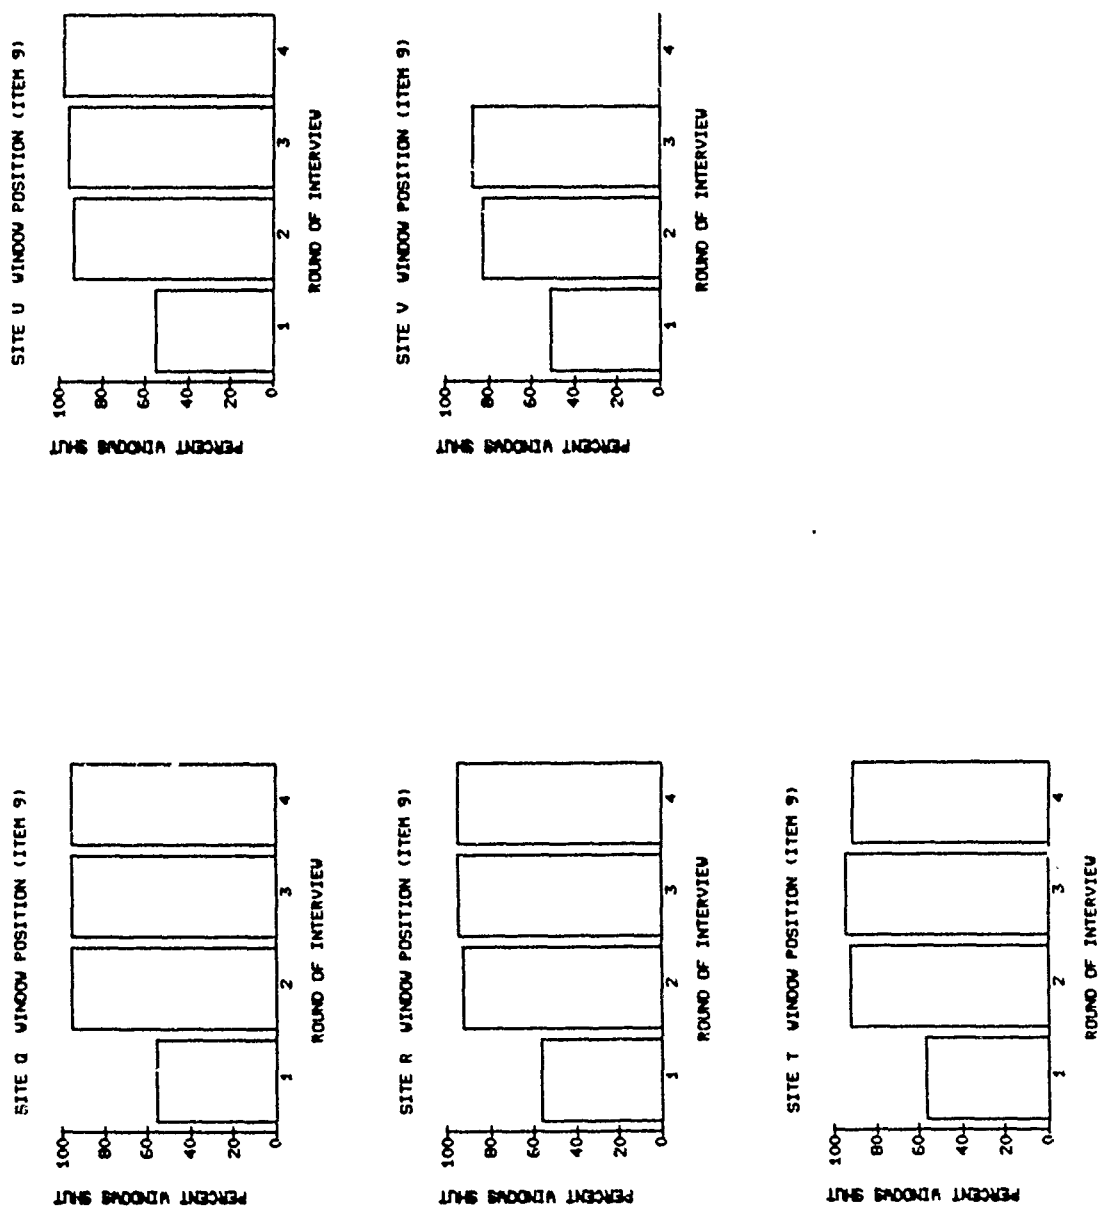 SITE Q WINDOW POSITION (ITEM 9)
PERCENT WINDOWS SHUT
100
80
60
40
20
0
1 2 3 4
ROUND OF INTERVIEW
SITE R WINDOW POSITION (ITEM 9)
PERCENT WINDOWS SHUT
100
80
60
40
20
0
1 2 3 4
ROUND OF INTERVIEW
SITE T WINDOW POSITION (ITEM 9)
PERCENT WINDOWS SHUT
100
80
60
40
20
0
1 2 3 4
ROUND OF INTERVIEW
SITE U WINDOW POSITION (ITEM 9)
PERCENT WINDOWS SHUT
100
80
60
40
20
0
1 2 3 4
ROUND OF INTERVIEW
SITE V WINDOW POSITION (ITEM 9)
PERCENT WINDOWS SHUT
100
80
60
40
20
0
1 2 3 4
ROUND OF INTERVIEW